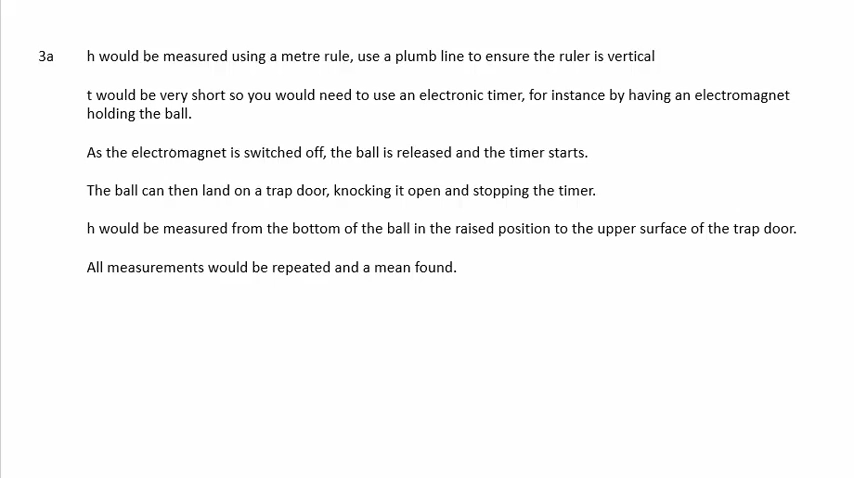 3a h would be measured using a metre rule, use a plumb line to ensure the ruler is vertical
t would be very short so you would need to use an electronic timer, for instance by having an electromagnet
holding the ball.
As the electromagnet is switched off, the ball is released and the timer starts.
The ball can then land on a trap door, knocking it open and stopping the timer.
h would be measured from the bottom of the ball in the raised position to the upper surface of the trap door.
All measurements would be repeated and a mean found.